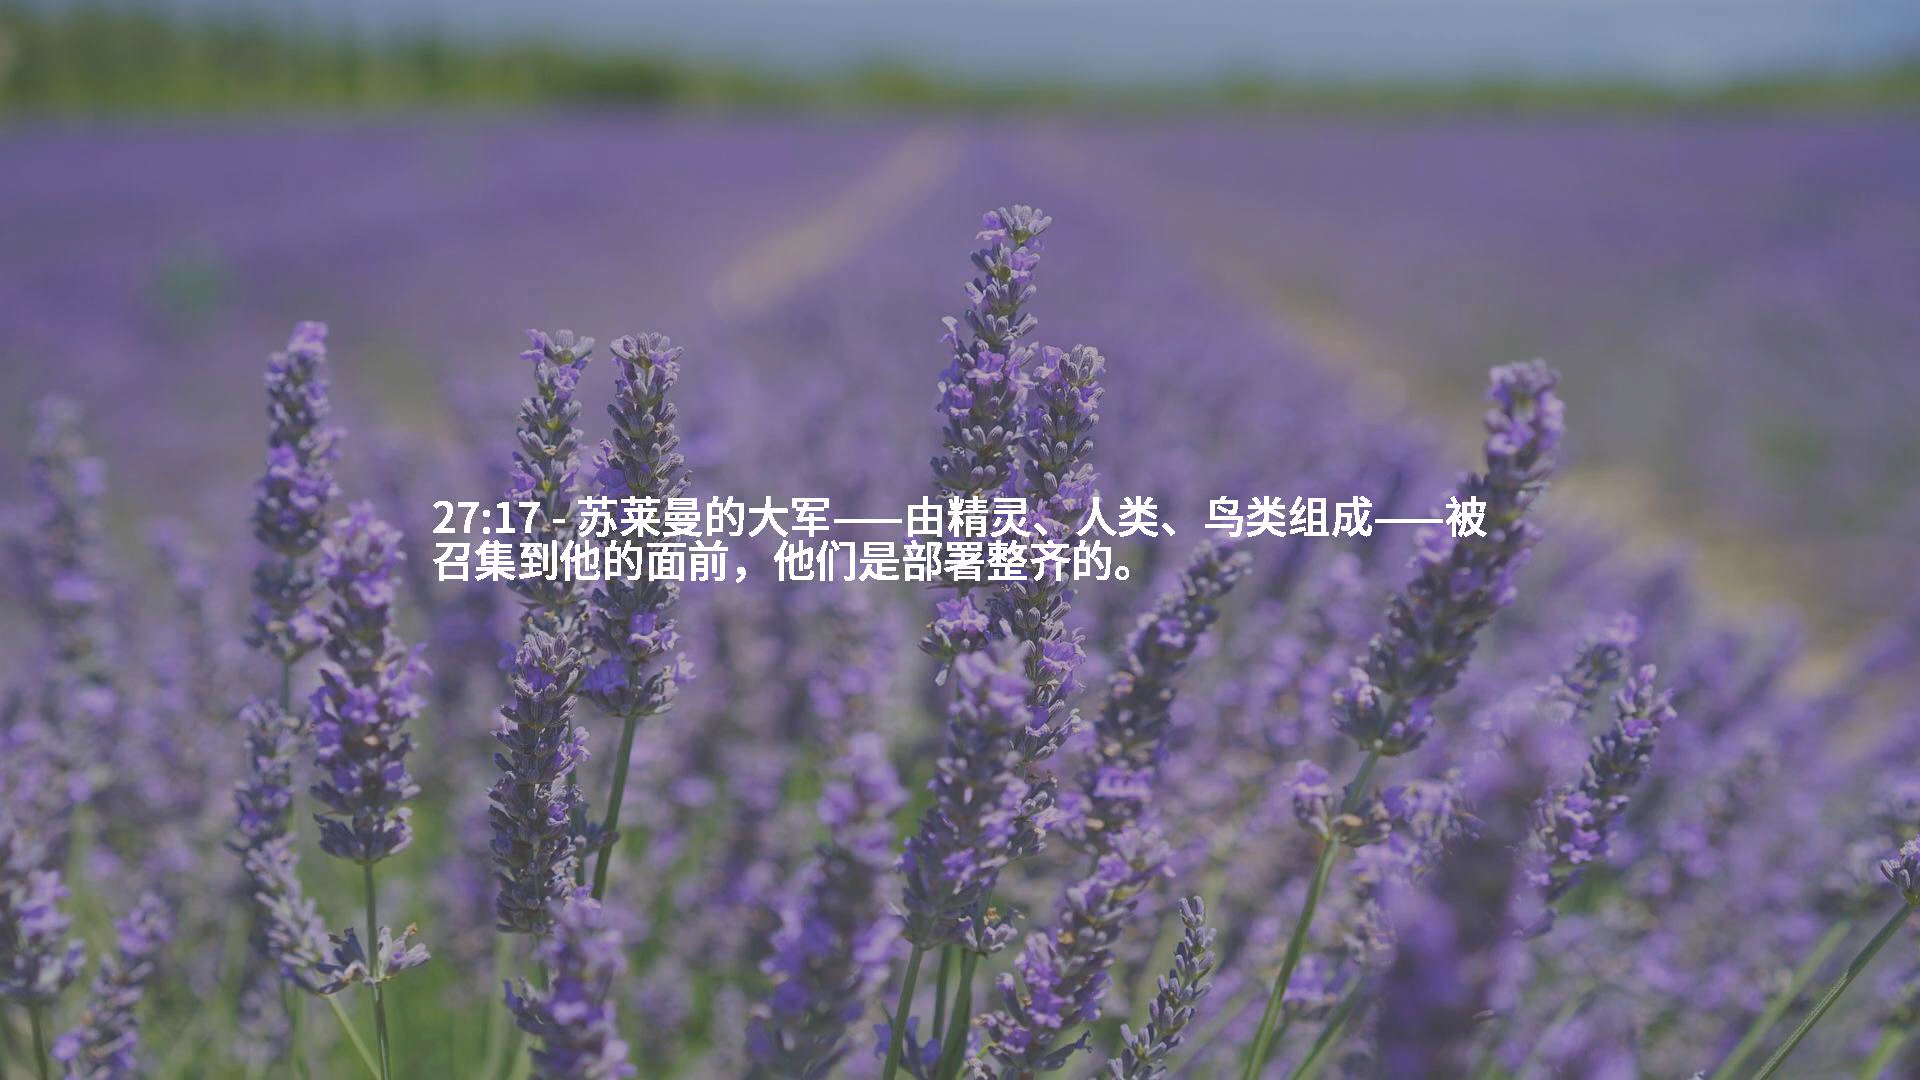 27:17 - 苏莱曼的大军——由精灵、人类、鸟类组成——被
召集到他的面前，他们是部署整齐的。